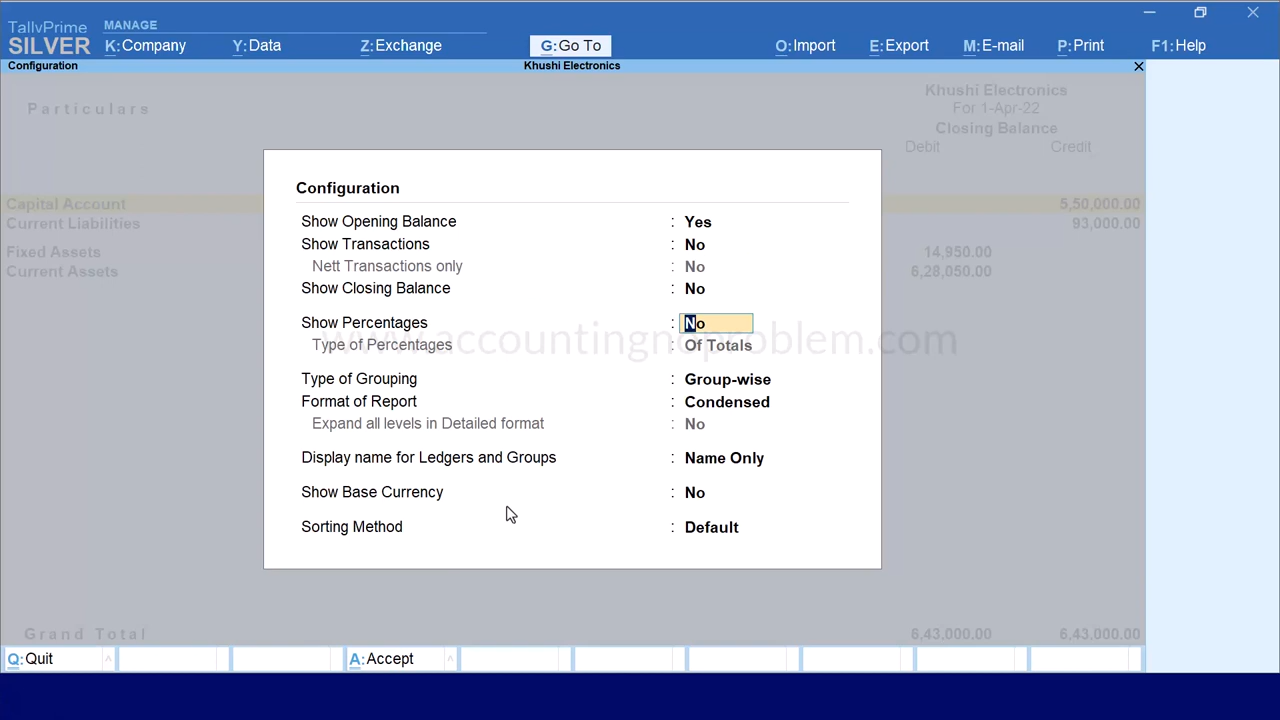 TallyPrime
MANAGE
SILVER
K:Company
Y:Data
Z:Exchange
G:Go To
O:Import
E:Export
M:E-mail
P:Print
F1:Help
Configuration
Khushi Electronics
Particulars
Khushi Electronics
For 1-Apr-22
Closing Balance
Debit Credit
Capital Account 5,50,000.00
Current Liabilities 93,000.00
Fixed Assets 14,950.00
Current Assets 6,28,050.00
Configuration
Show Opening Balance : Yes
Show Transactions : No
Nett Transactions only : No
Show Closing Balance : No
Show Percentages : No
Type of Percentages : Of Totals
www.accountingnoproblem.com
Type of Grouping : Group-wise
Format of Report : Condensed
Expand all levels in Detailed format : No
Display name for Ledgers and Groups : Name Only
Show Base Currency : No
Sorting Method : Default
Grand Total 6,43,000.00 6,43,000.00
Q:Quit
A:Accept